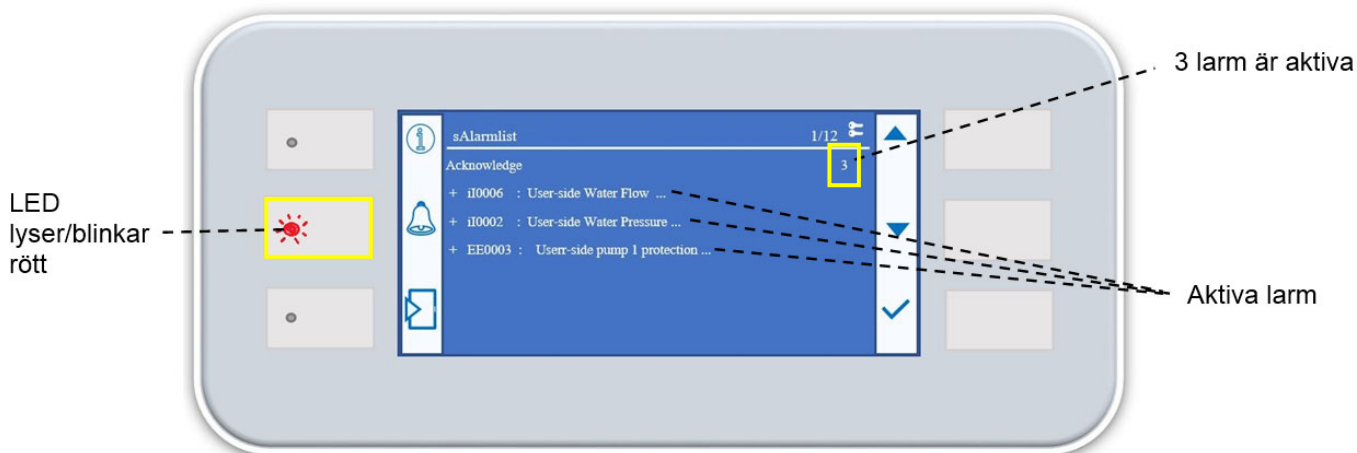 3 larm är aktiva
sAlarmlist 1/12
Acknowledge 3
+ iI0006 : User-side Water Flow ...
+ iI0002 : User-side Water Pressure ...
+ EE0003 : Userr-side pump 1 protection ...
LED
lyser/blinkar
rött
Aktiva larm